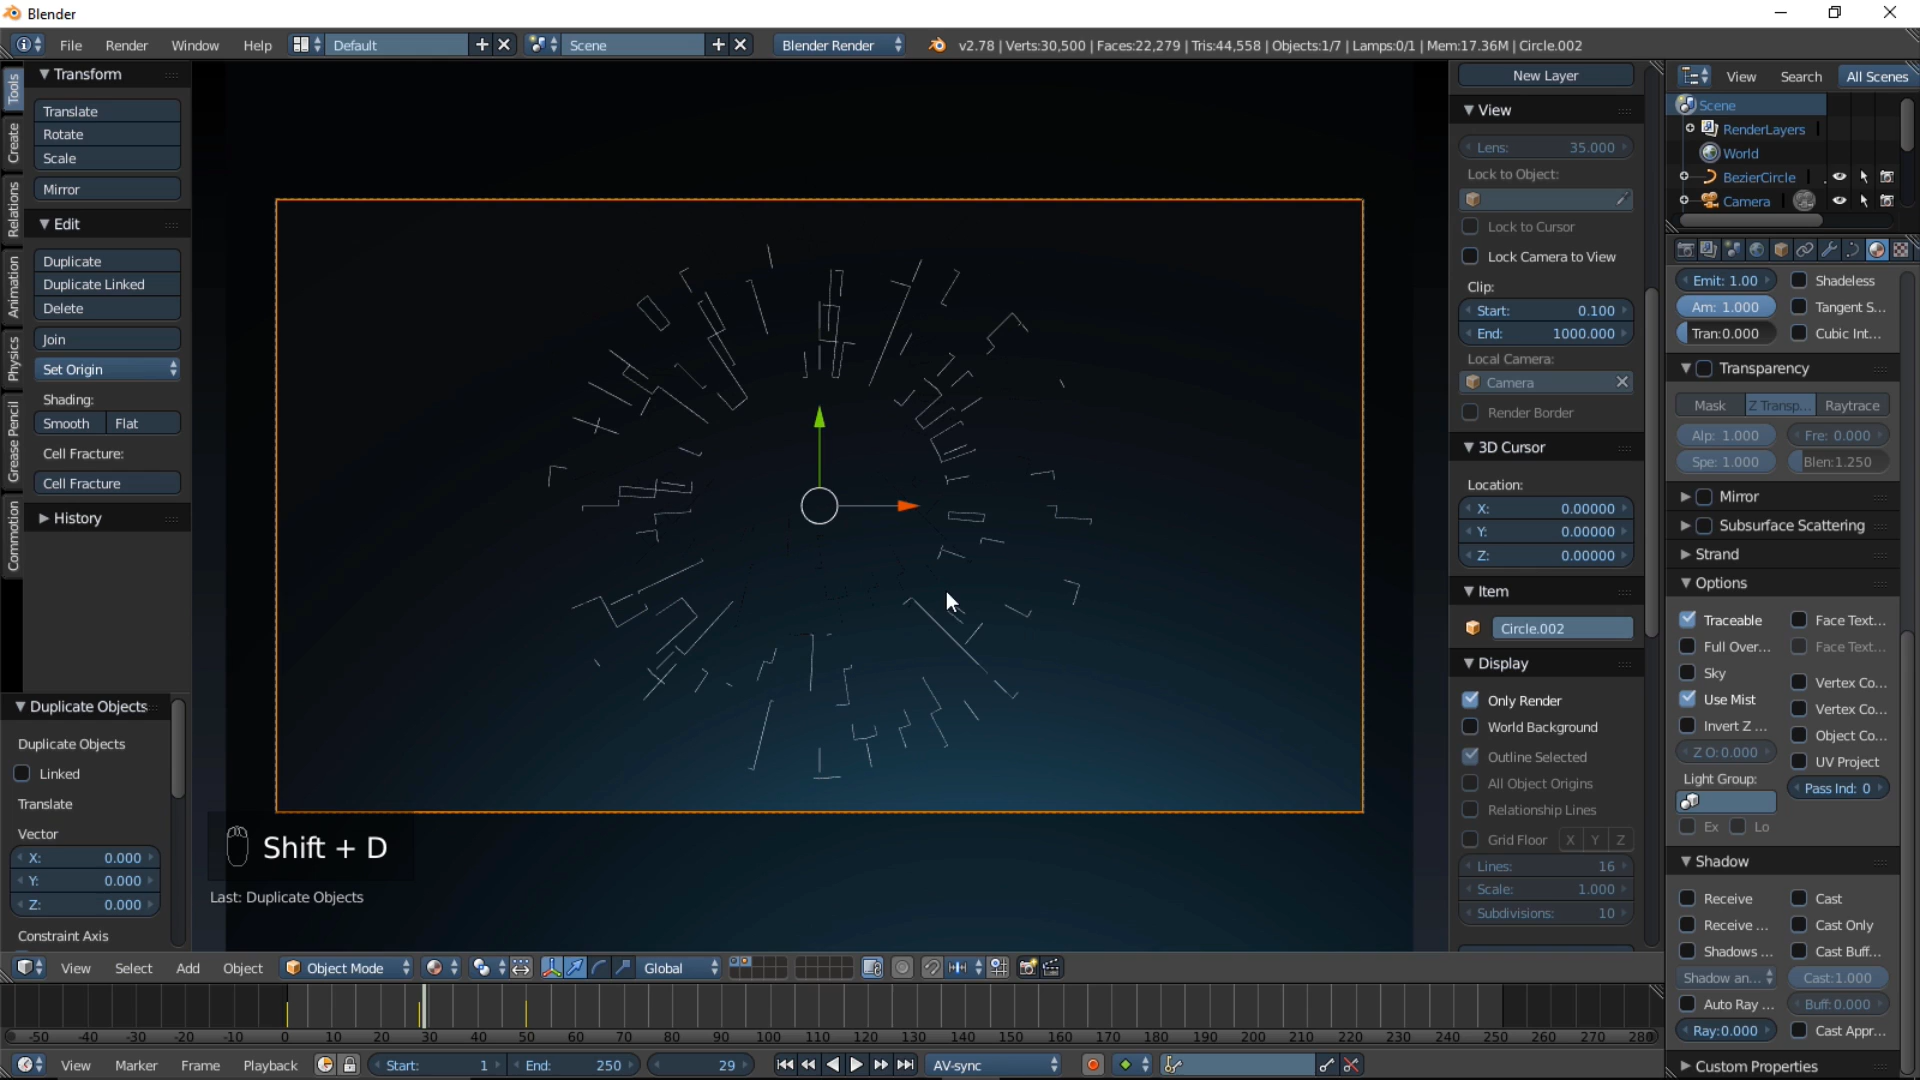 Blender
File Render Window Help Default Scene Blender Render v2.78 | Verts:30,500 | Faces:22,279 | Tris:44,558 | Objects:1/7 | Lamps:0/1 | Mem:17.36M | Circle.002
Tools
Create
Relations
Animation
Physics
Grease Pencil
Commotion
Transform
Translate
Rotate
Scale
Mirror
Edit
Duplicate
Duplicate Linked
Delete
Join
Set Origin
Shading:
Smooth Flat
Cell Fracture:
Cell Fracture
History
Duplicate Objects
Duplicate Objects
Linked
Translate
Vector
X: 0.000
Y: 0.000
Z: 0.000
Constraint Axis
Shift + D
Last: Duplicate Objects
New Layer
View
Lens: 35.000
Lock to Object:
Lock to Cursor
Lock Camera to View
Clip:
Start: 0.100
End: 1000.000
Local Camera:
Camera
Render Border
3D Cursor
Location:
X: 0.00000
Y: 0.00000
Z: 0.00000
Item
Circle.002
Display
Only Render
World Background
Outline Selected
All Object Origins
Relationship Lines
Grid Floor X Y Z
Lines: 16
Scale: 1.000
Subdivisions: 10
View Search All Scenes
Scene
RenderLayers
World
BezierCircle
Camera
Emit: 1.00 Shadeless
Am: 1.000 Tangent S...
Tran:0.000 Cubic Int...
Transparency
Mask Z Transp... Raytrace
Alp: 1.000 Fre: 0.000
Spe: 1.000 Blen:1.250
Mirror
Subsurface Scattering
Strand
Options
Traceable Face Text...
Full Over... Face Text...
Sky
Vertex Co...
Use Mist
Vertex Co...
Invert Z ...
Object Co...
Z O:0.000
UV Project
Light Group:
Pass Ind: 0
Ex Lo
Shadow
Receive Cast
Receive ... Cast Only
Shadows ... Cast Buff...
Shadow an... Cast:1.000
Auto Ray ... Buff:0.000
Ray:0.000 Cast Appr...
Custom Properties
View Select Add Object Object Mode Global
-50 -40 -30 -20 -10 0 10 20 30 40 50 60 70 80 90 100 110 120 130 140 150 160 170 180 190 200 210 220 230 240 250 260 270 280
View Marker Frame Playback Start: 1 End: 250 29 AV-sync